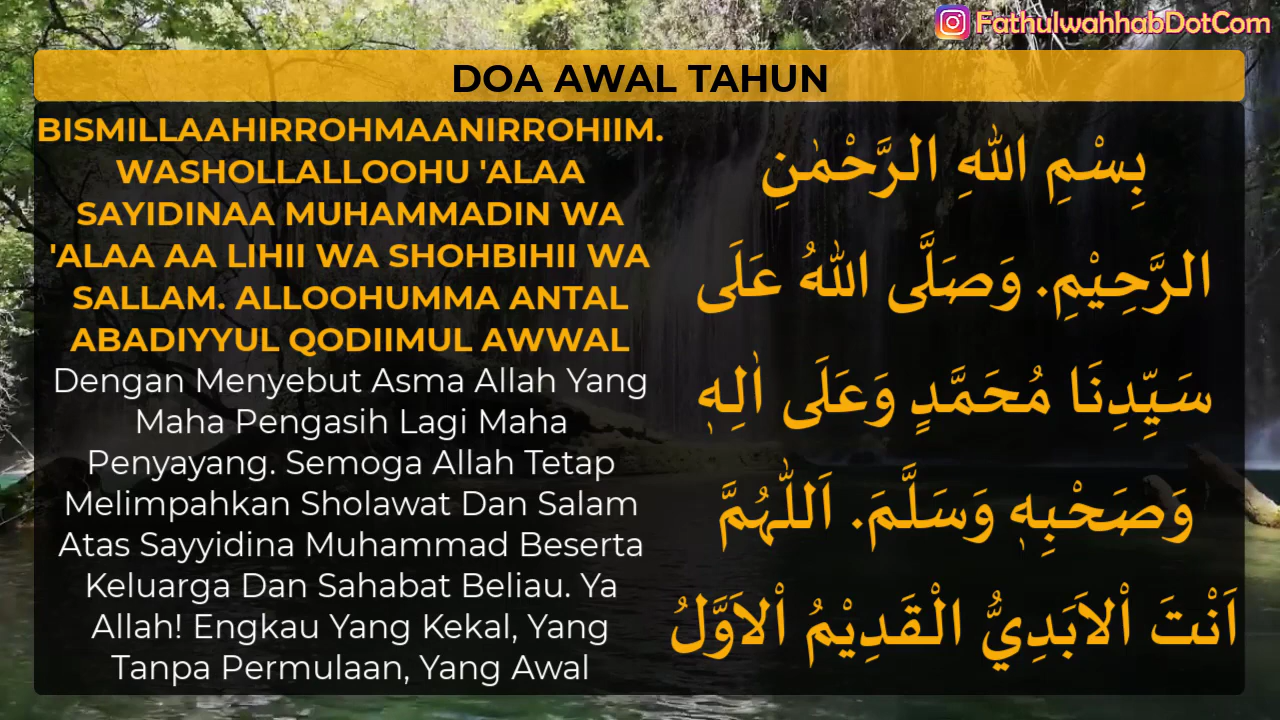 FathulwahhabDotCom
DOA AWAL TAHUN
BISMILLAAHIRROHMAANIRROHIIM.
WASHOLLALLOOHU 'ALAA
SAYIDINAA MUHAMMADIN WA
'ALAA AA LIHII WA SHOHBIHII WA
SALLAM. ALLOOHUMMA ANTAL
ABADIYYUL QODIIMUL AWWAL
Dengan Menyebut Asma Allah Yang
Maha Pengasih Lagi Maha
Penyayang. Semoga Allah Tetap
Melimpahkan Sholawat Dan Salam
Atas Sayyidina Muhammad Beserta
Keluarga Dan Sahabat Beliau. Ya
Allah! Engkau Yang Kekal, Yang
Tanpa Permulaan, Yang Awal
بِسْمِ اللهِ الرَّحْمٰنِ
الرَّحِيْمِ. وَصَلَّى اللهُ عَلَى
سَيِّدِنَا مُحَمَّدٍ وَعَلَى اٰلِهٖ
وَصَحْبِهٖ وَسَلَّمَ. اَللّٰهُمَّ
اَنْتَ اْلاَبَدِيُّ الْقَدِيْمُ اْلاَوَّلُ